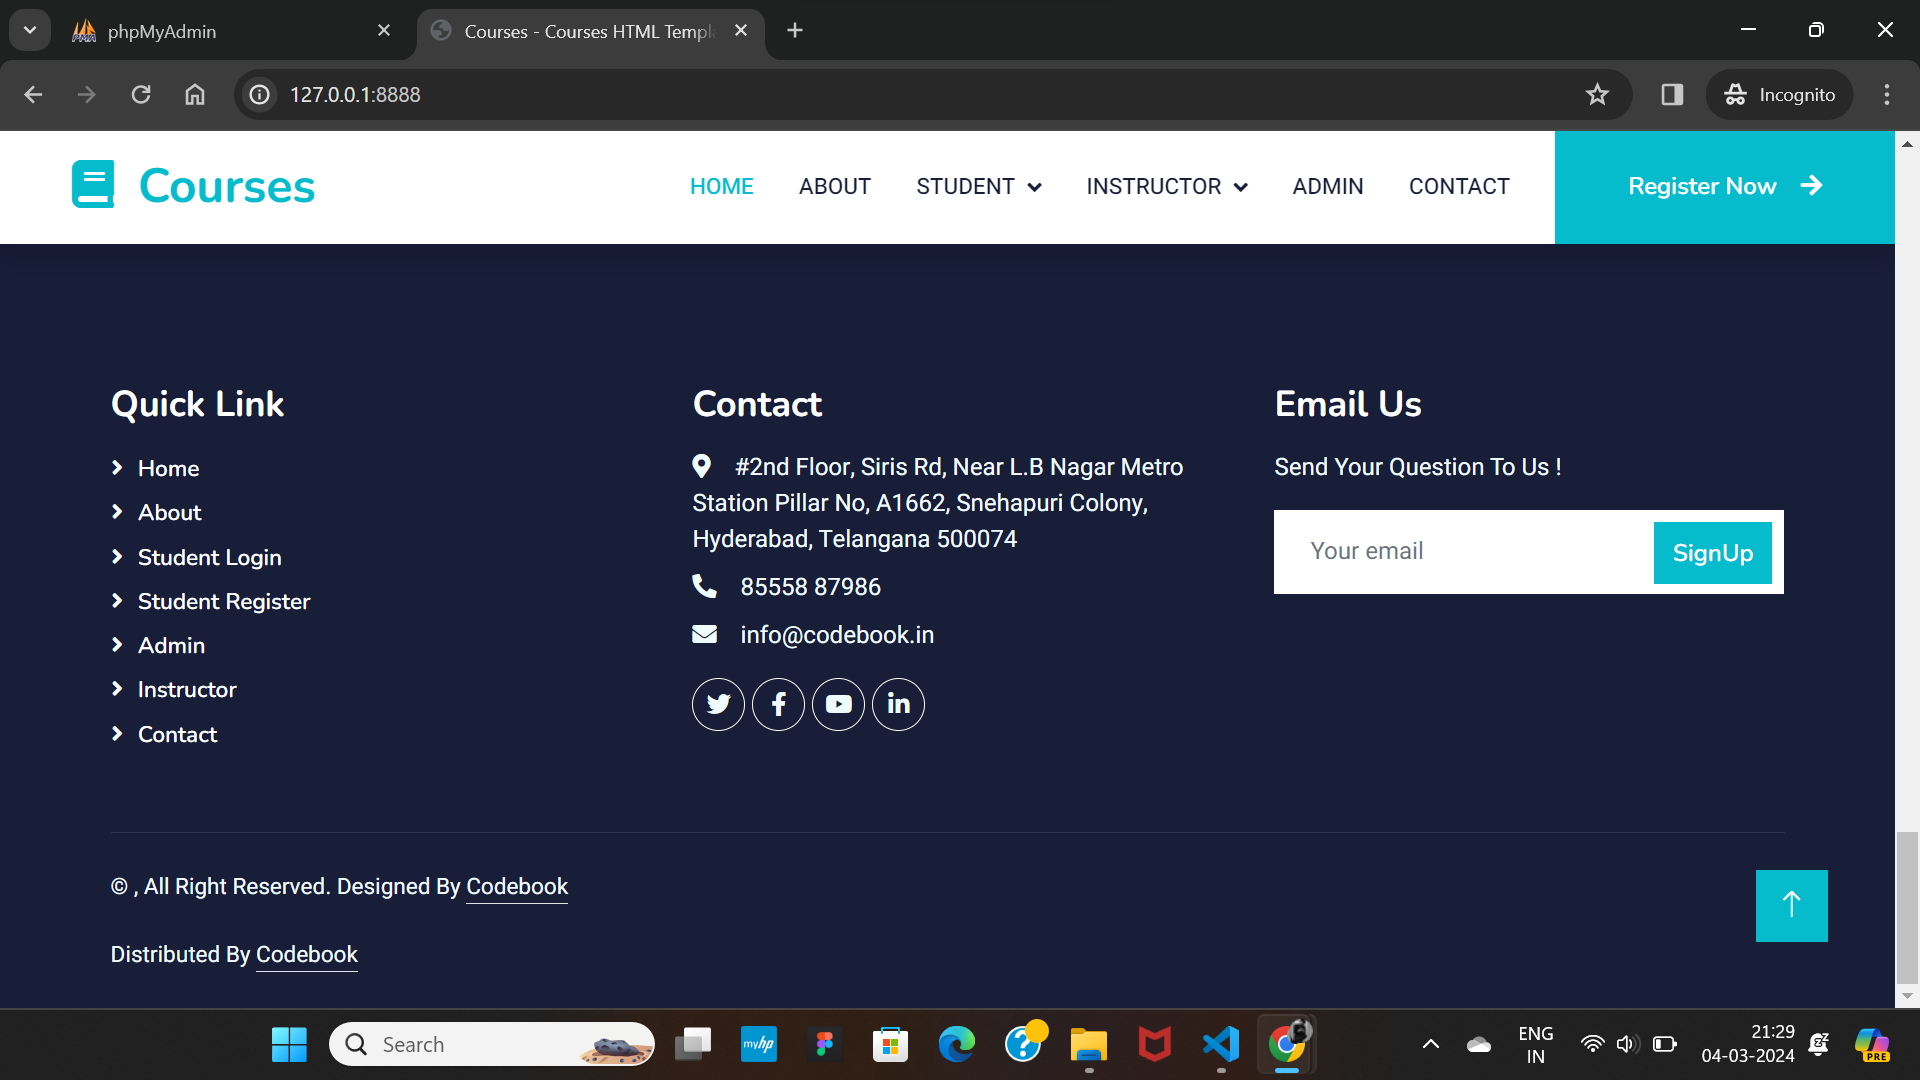 phpMyAdmin
Courses - Courses HTML Templa
127.0.0.1:8888
Incognito
Courses
HOME ABOUT STUDENT INSTRUCTOR ADMIN CONTACT Register Now
Quick Link
Home
About
Student Login
Student Register
Admin
Instructor
Contact
Contact
#2nd Floor, Siris Rd, Near L.B Nagar Metro
Station Pillar No, A1662, Snehapuri Colony,
Hyderabad, Telangana 500074
85558 87986
info@codebook.in
Email Us
Send Your Question To Us !
Your email SignUp
© , All Right Reserved. Designed By Codebook
Distributed By Codebook
Search
myhp
ENG
IN
21:29
04-03-2024
PRE